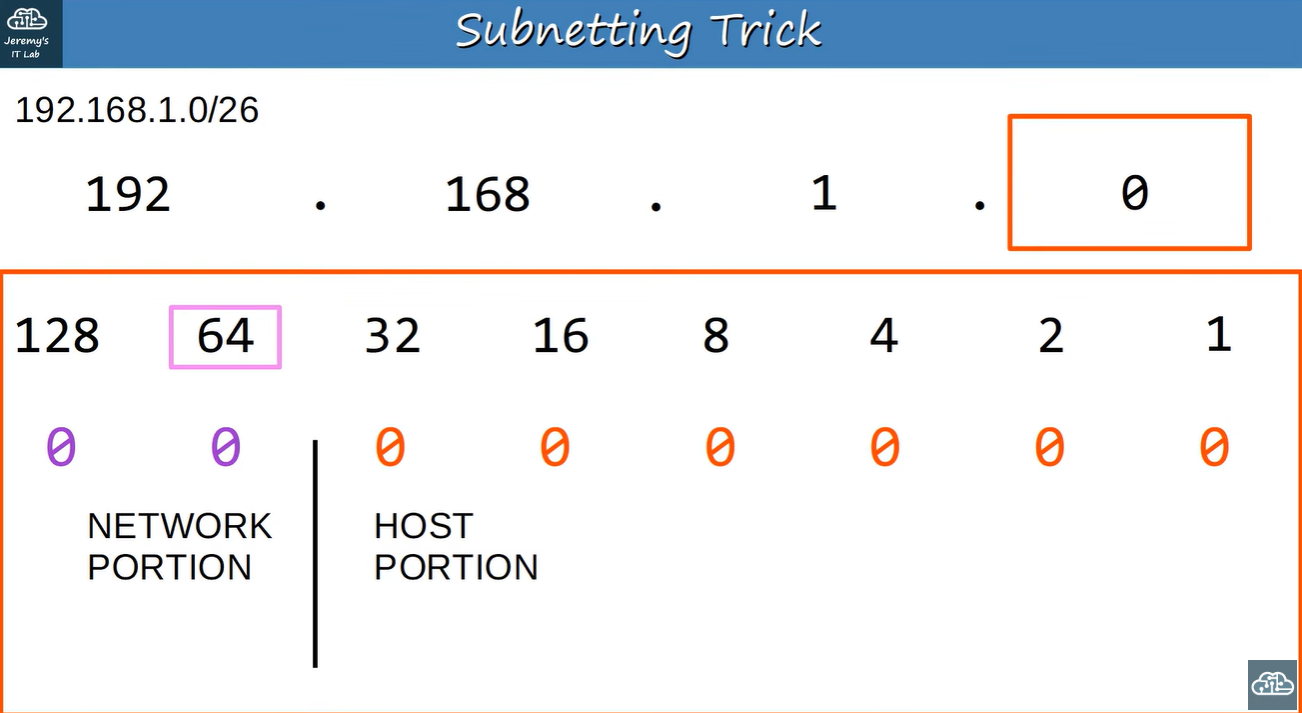 Jeremy's
IT Lab
Subnetting Trick
192.168.1.0/26
192 . 168 . 1 . 0
128 64 32 16 8 4 2 1
0 0 0 0 0 0 0 0
NETWORK
PORTION
HOST
PORTION